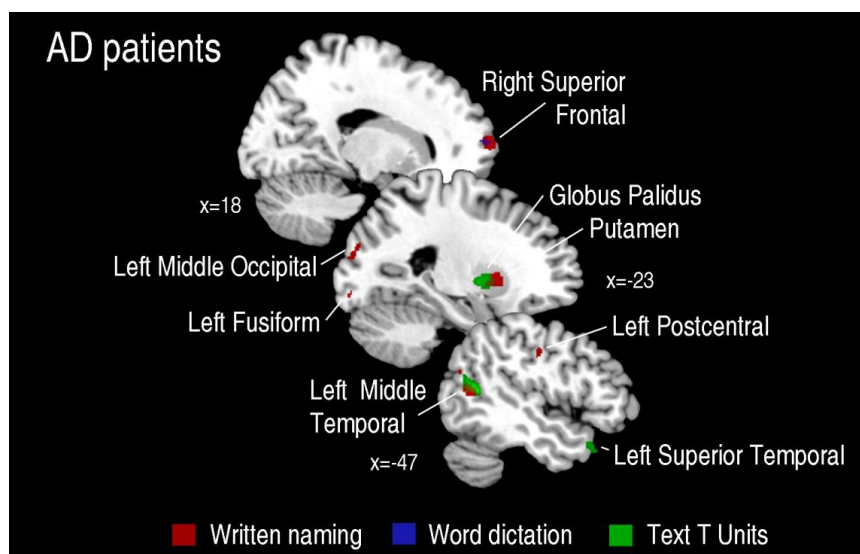 AD patients
Right Superior
Frontal
Globus Palidus
Putamen
x=18
Left Middle Occipital
x=-23
Left Fusiform
Left Postcentral
Left Middle
Temporal
x=-47
Left Superior Temporal
Written naming
Word dictation
Text T Units